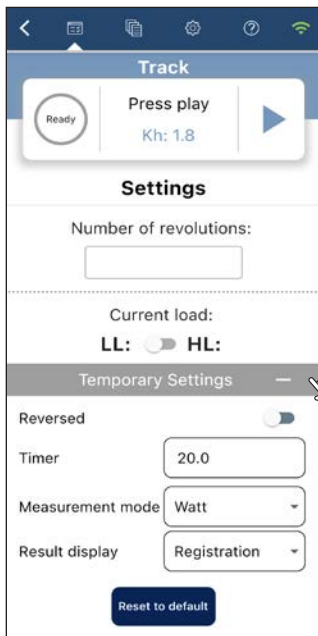 Track
Ready
Press play
Kh: 1.8
Settings
Number of revolutions:
Current load:
LL: HL:
Temporary Settings
Reversed
Timer 20.0
Measurement mode Watt
Result display Registration
Reset to default